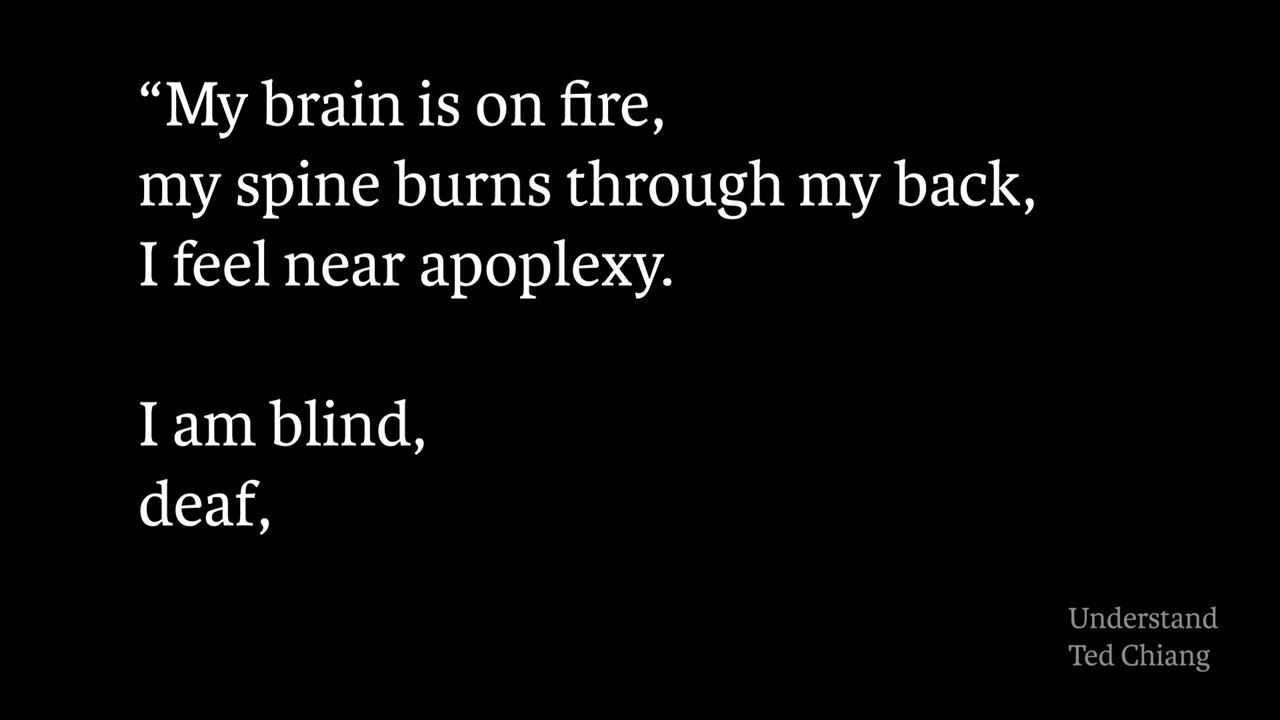 “My brain is on fire,
my spine burns through my back,
I feel near apoplexy.
I am blind,
deaf,
Understand
Ted Chiang